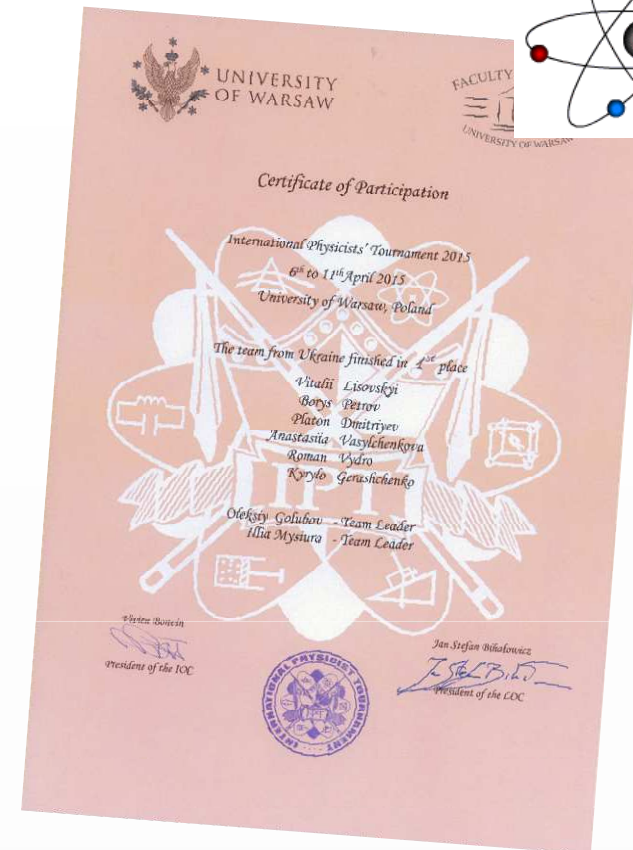 UNIVERSITY
OF WARSAW
FACULTY
UNIVERSITY OF WARSAW
Certificate of Participation
International Physicists' Tournament 2015
6th to 11th April 2015
University of Warsaw, Poland
The team from Ukraine finished in 1st place
Vitalii Lisovskyi
Borys Petrov
Platon Dmitriyev
Anastasiia Vasylchenkova
Roman Vydro
Kyrylo Gerashchenko
IPT
Oleksiy Golubov - Team Leader
Illia Mysiura - Team Leader
President of the IOC
Jan Stefan Bihałowicz
President of the LOC
INTERNATIONAL PHYSICIST TOURNAMENT
IPT